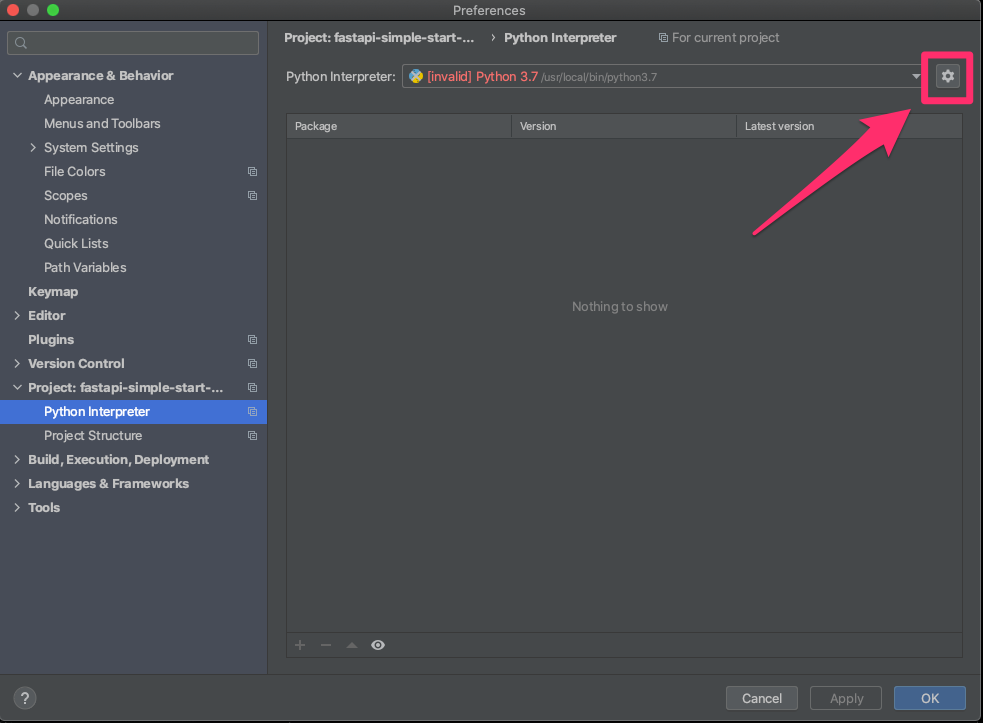 Preferences
Project: fastapi-simple-start-... › Python Interpreter For current project
Python Interpreter: [invalid] Python 3.7 /usr/local/bin/python3.7
Package Version Latest version
Nothing to show
Appearance & Behavior
Appearance
Menus and Toolbars
System Settings
File Colors
Scopes
Notifications
Quick Lists
Path Variables
Keymap
Editor
Plugins
Version Control
Project: fastapi-simple-start-...
Python Interpreter
Project Structure
Build, Execution, Deployment
Languages & Frameworks
Tools
?
Cancel Apply OK